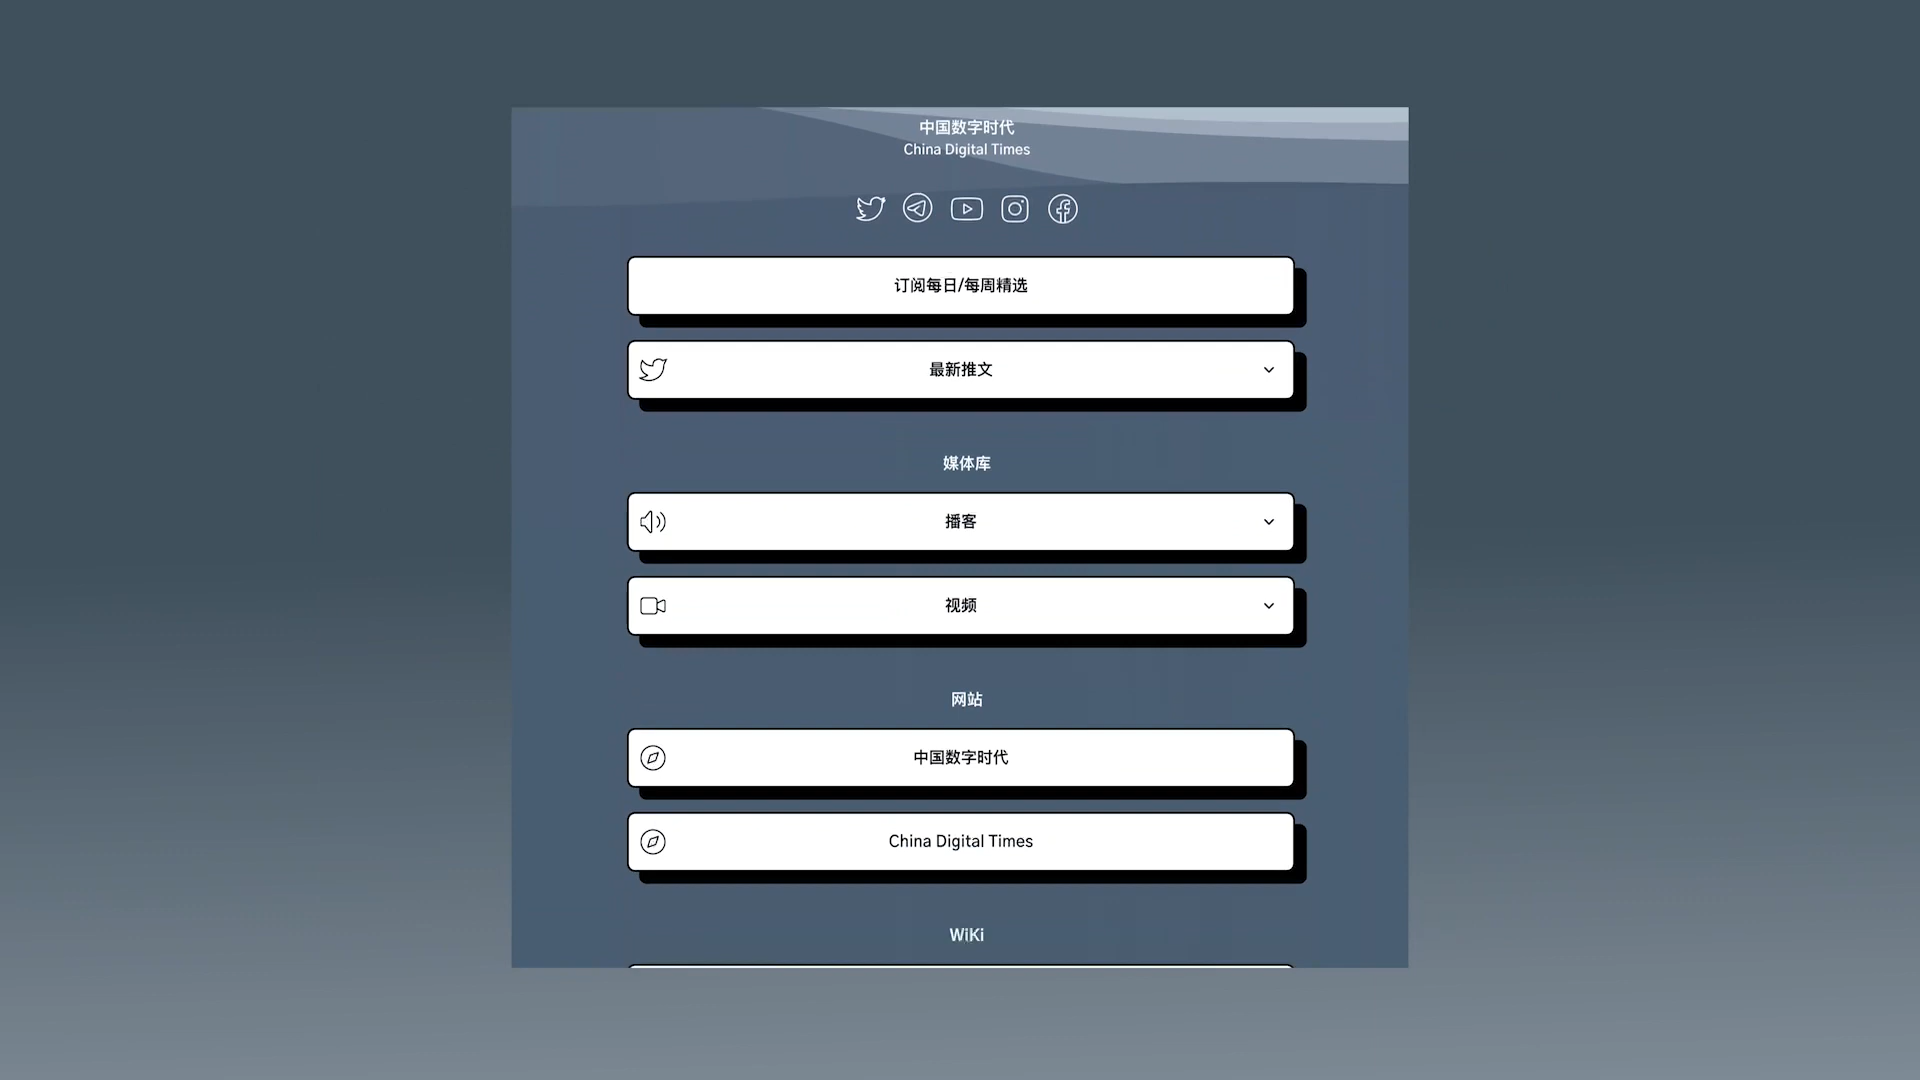 中国数字时代
China Digital Times
订阅每日/每周精选
最新推文
媒体库
播客
视频
网站
中国数字时代
China Digital Times
WiKi